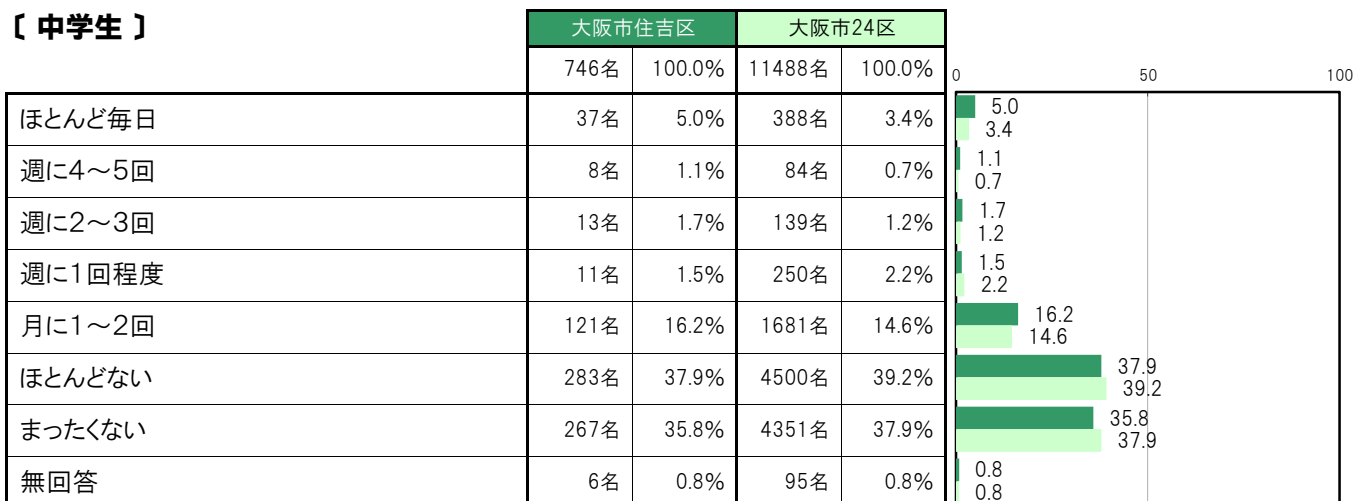 〔 中学生 〕
大阪市住吉区 大阪市24区
746名 100.0% 11488名 100.0% 0 50 100
ほとんど毎日 37名 5.0% 388名 3.4% 5.0
3.4
週に4～5回 8名 1.1% 84名 0.7% 1.1
0.7
週に2～3回 13名 1.7% 139名 1.2% 1.7
1.2
週に1回程度 11名 1.5% 250名 2.2% 1.5
2.2
月に1～2回 121名 16.2% 1681名 14.6% 16.2
14.6
ほとんどない 283名 37.9% 4500名 39.2% 37.9
39.2
まったくない 267名 35.8% 4351名 37.9% 35.8
37.9
無回答 6名 0.8% 95名 0.8% 0.8
0.8